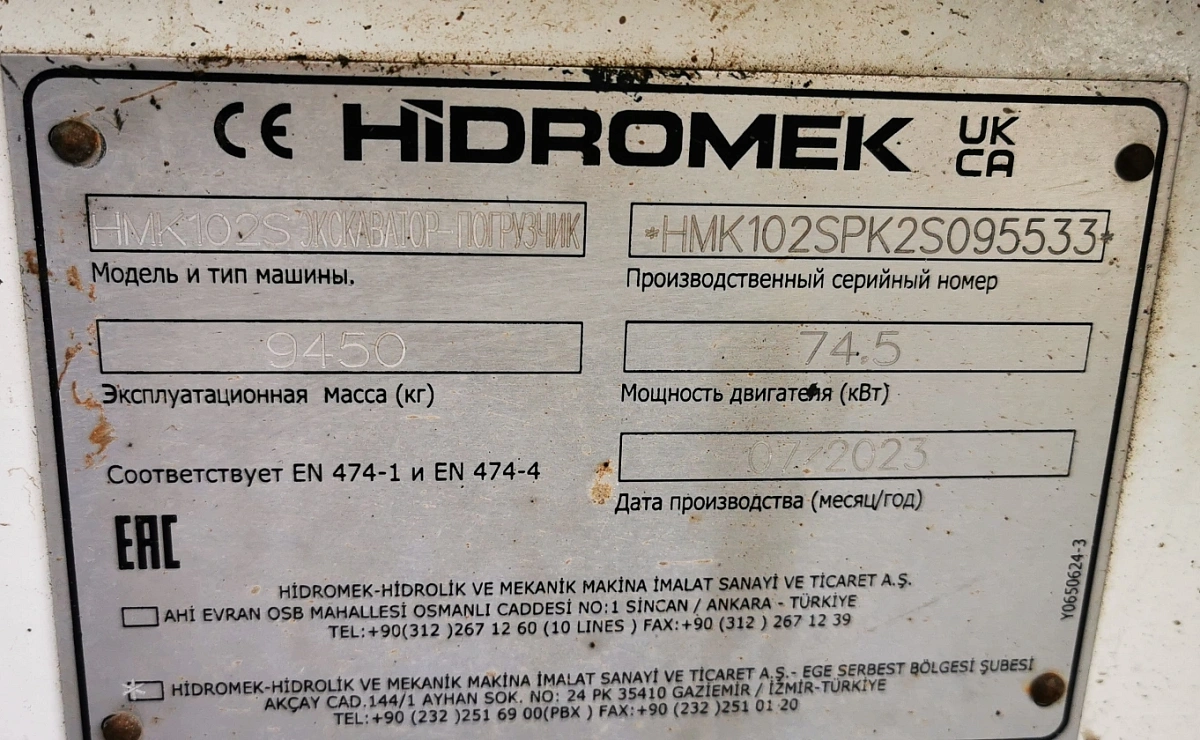 CE HİDROMEK UK CA
HMK102S ЭКСКАВАТОР-ПОГРУЗЧИК
Модель и тип машины,
*HMK102SPK2S095533*
Производственный серийный номер
9450
Эксплуатационная масса (кг)
74.5
Мощность двигателя (кВт)
Соответствует EN 474-1 и EN 474-4
07/2023
Дата производства (месяц/год)
EAC
HİDROMEK-HİDROLİK VE MEKANİK MAKİNA İMALAT SANAYİ VE TİCARET A.Ş.
AHİ EVRAN OSB MAHALLESİ OSMANLI CADDESİ NO:1 SİNCAN / ANKARA - TÜRKİYE
TEL:+90(312 )267 12 60 (10 LINES ) FAX:+90 (312 ) 267 12 39
HİDROMEK-HİDROLİK VE MEKANİK MAKİNA İMALAT SANAYİ VE TİCARET A.Ş.- EGE SERBEST BÖLGESİ ŞUBESİ
AKÇAY CAD.144/1 AYHAN SOK. NO: 24 PK 35410 GAZİEMİR / İZMİR-TÜRKİYE
TEL:+90 (232 )251 69 00(PBX ) FAX:+90 (232 )251 01 20
Y0650624-3